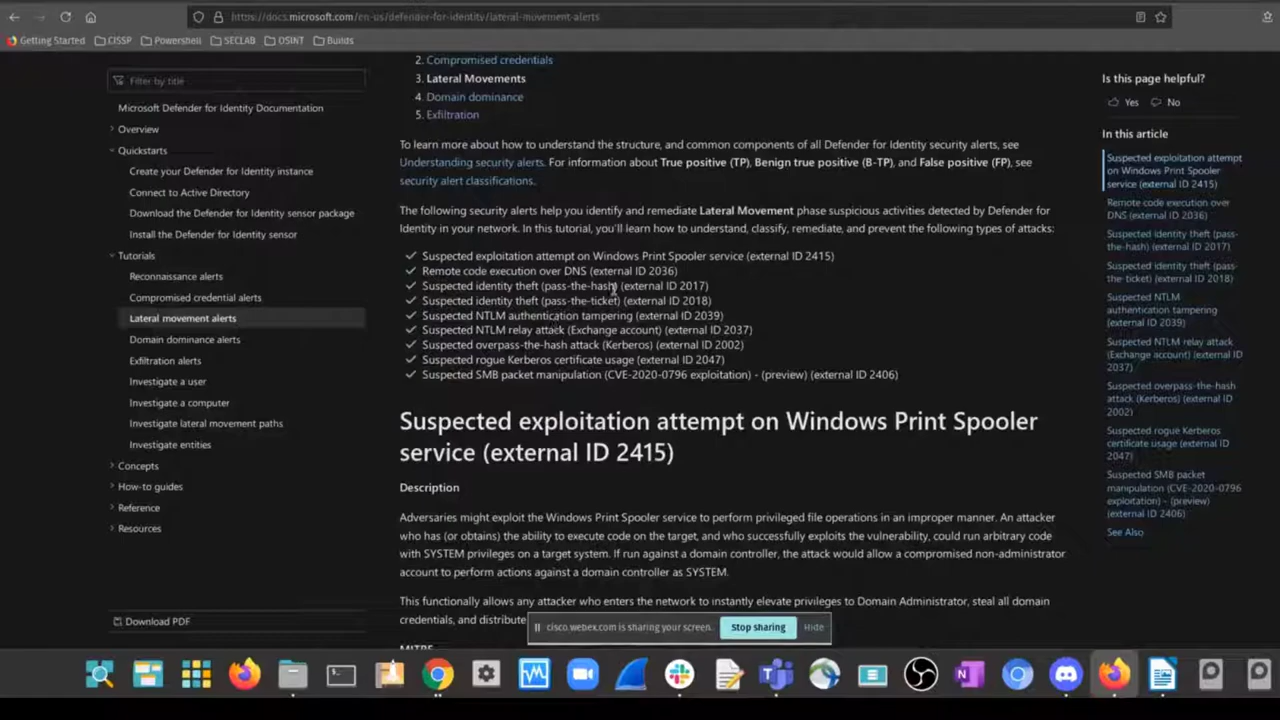 https://docs.microsoft.com/en-us/defender-for-identity/lateral-movement-alerts
Getting Started
CISSP
Powershell
SECLAB
OSINT
Builds
Filter by title
Microsoft Defender for Identity Documentation
Overview
Quickstarts
Create your Defender for Identity instance
Connect to Active Directory
Download the Defender for Identity sensor package
Install the Defender for Identity sensor
Tutorials
Reconnaissance alerts
Compromised credential alerts
Lateral movement alerts
Domain dominance alerts
Exfiltration alerts
Investigate a user
Investigate a computer
Investigate lateral movement paths
Investigate entities
Concepts
How-to guides
Reference
Resources
Download PDF
2. Compromised credentials
3. Lateral Movements
4. Domain dominance
5. Exfiltration
To learn more about how to understand the structure, and common components of all Defender for Identity security alerts, see
Understanding security alerts. For information about True positive (TP), Benign true positive (B-TP), and False positive (FP), see
security alert classifications.
The following security alerts help you identify and remediate Lateral Movement phase suspicious activities detected by Defender for
Identity in your network. In this tutorial, you'll learn how to understand, classify, remediate, and prevent the following types of attacks:
Suspected exploitation attempt on Windows Print Spooler service (external ID 2415)
Remote code execution over DNS (external ID 2036)
Suspected identity theft (pass-the-hash) (external ID 2017)
Suspected identity theft (pass-the-ticket) (external ID 2018)
Suspected NTLM authentication tampering (external ID 2039)
Suspected NTLM relay attack (Exchange account) (external ID 2037)
Suspected overpass-the-hash attack (Kerberos) (external ID 2002)
Suspected rogue Kerberos certificate usage (external ID 2047)
Suspected SMB packet manipulation (CVE-2020-0796 exploitation) - (preview) (external ID 2406)
Suspected exploitation attempt on Windows Print Spooler
service (external ID 2415)
Description
Adversaries might exploit the Windows Print Spooler service to perform privileged file operations in an improper manner. An attacker
who has (or obtains) the ability to execute code on the target, and who successfully exploits the vulnerability, could run arbitrary code
with SYSTEM privileges on a target system. If run against a domain controller, the attack would allow a compromised non-administrator
account to perform actions against a domain controller as SYSTEM.
This functionally allows any attacker who enters the network to instantly elevate privileges to Domain Administrator, steal all domain
credentials, and distribute
MITRE
cisco.webex.com is sharing your screen.
Stop sharing
Hide
Is this page helpful?
Yes
No
In this article
Suspected exploitation attempt
on Windows Print Spooler
service (external ID 2415)
Remote code execution over
DNS (external ID 2036)
Suspected identity theft (pass-
the-hash) (external ID 2017)
Suspected identity theft (pass-
the-ticket) (external ID 2018)
Suspected NTLM
authentication tampering
(external ID 2039)
Suspected NTLM relay attack
(Exchange account) (external ID
2037)
Suspected overpass-the-hash
attack (Kerberos) (external ID
2002)
Suspected rogue Kerberos
certificate usage (external ID
2047)
Suspected SMB packet
manipulation (CVE-2020-0796
exploitation) - (preview)
(external ID 2406)
See Also